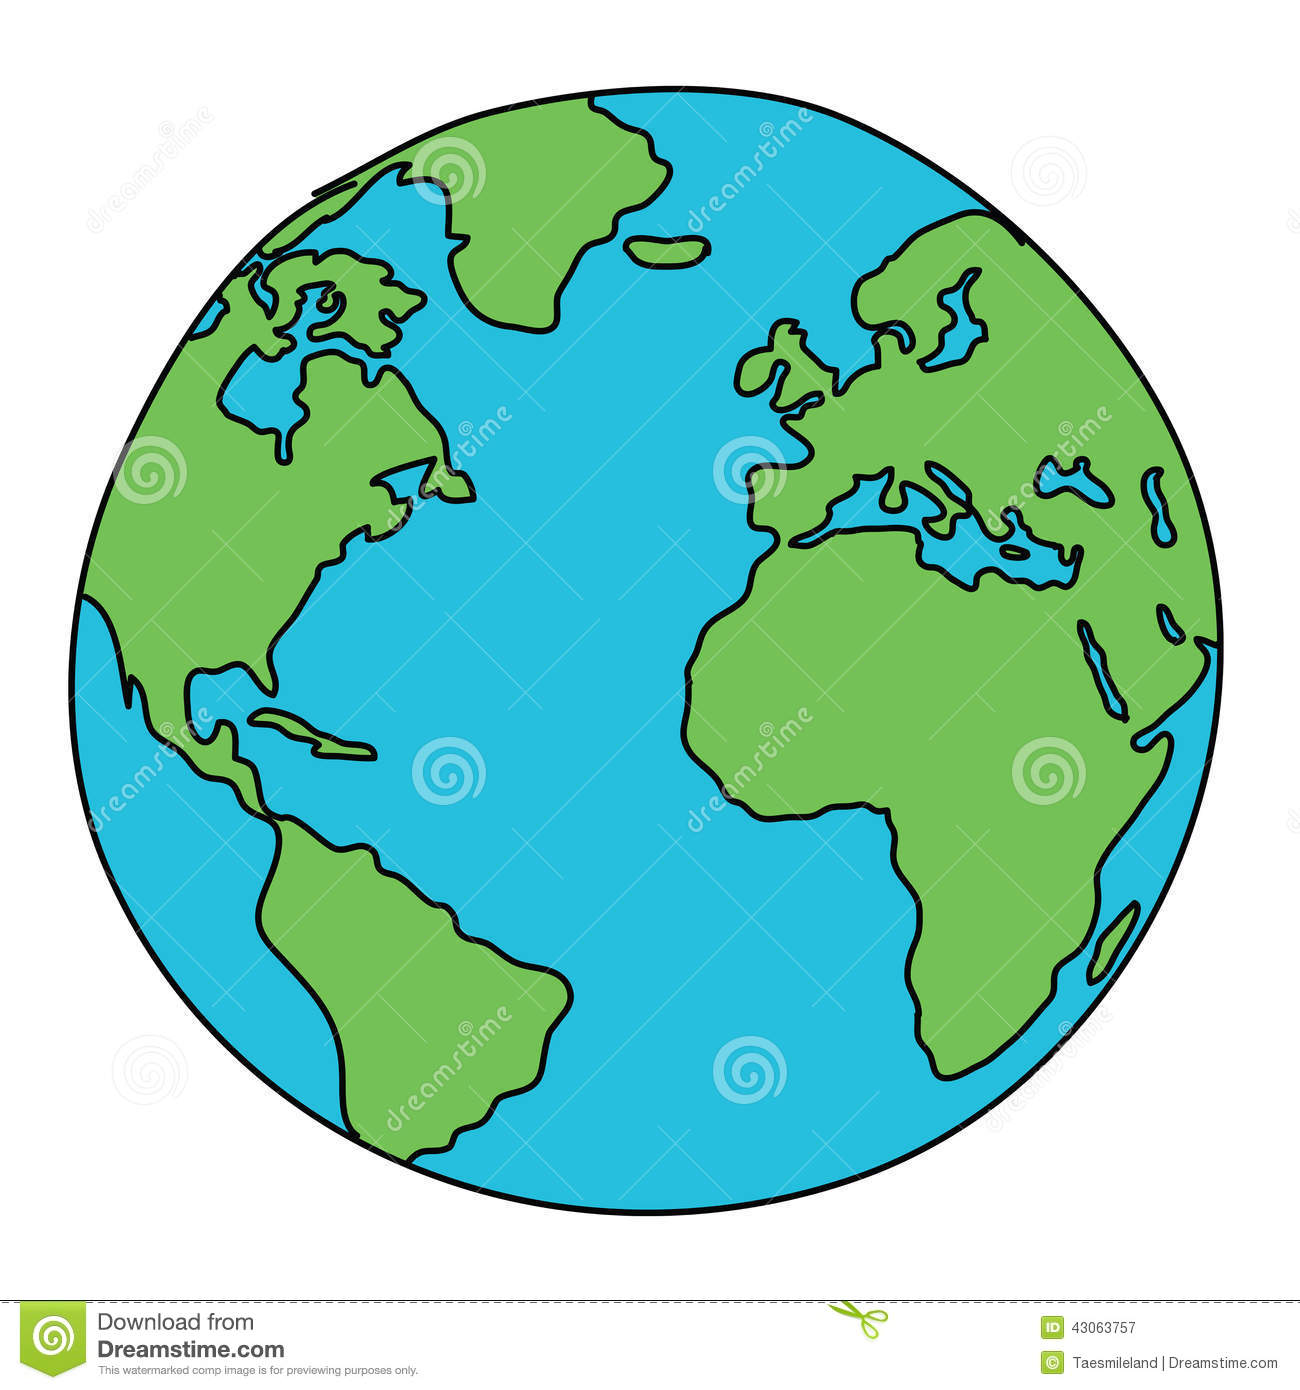 dreamstime
dreamstime
dreamstime
dreamstime
dreamstime
dreamstime
dreamstime
dreamstime
Download from
Dreamstime.com
This watermarked comp image is for previewing purposes only.
ID 43063757
© Taesmileland | Dreamstime.com